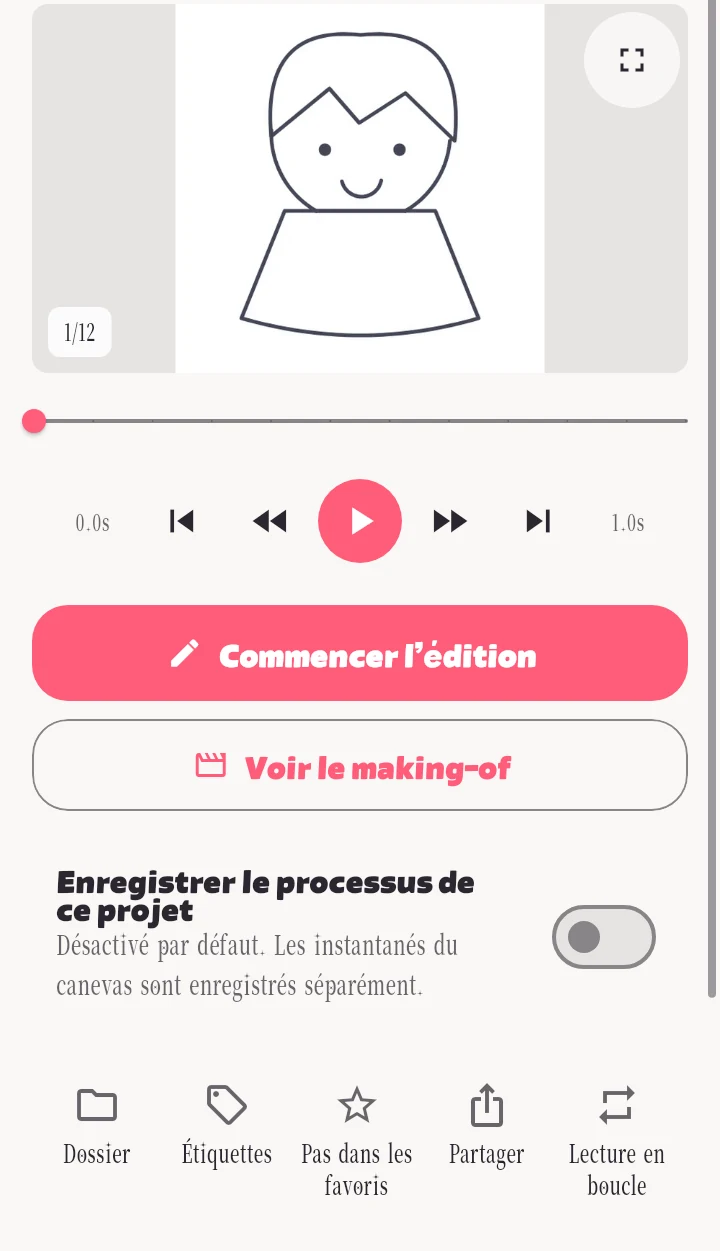 1/12
0.0s
1.0s
Commencer l'édition
Voir le making-of
Enregistrer le processus de
ce projet
Désactivé par défaut. Les instantanés du
canevas sont enregistrés séparément.
Dossier
Étiquettes
Pas dans les
favoris
Partager
Lecture en
boucle